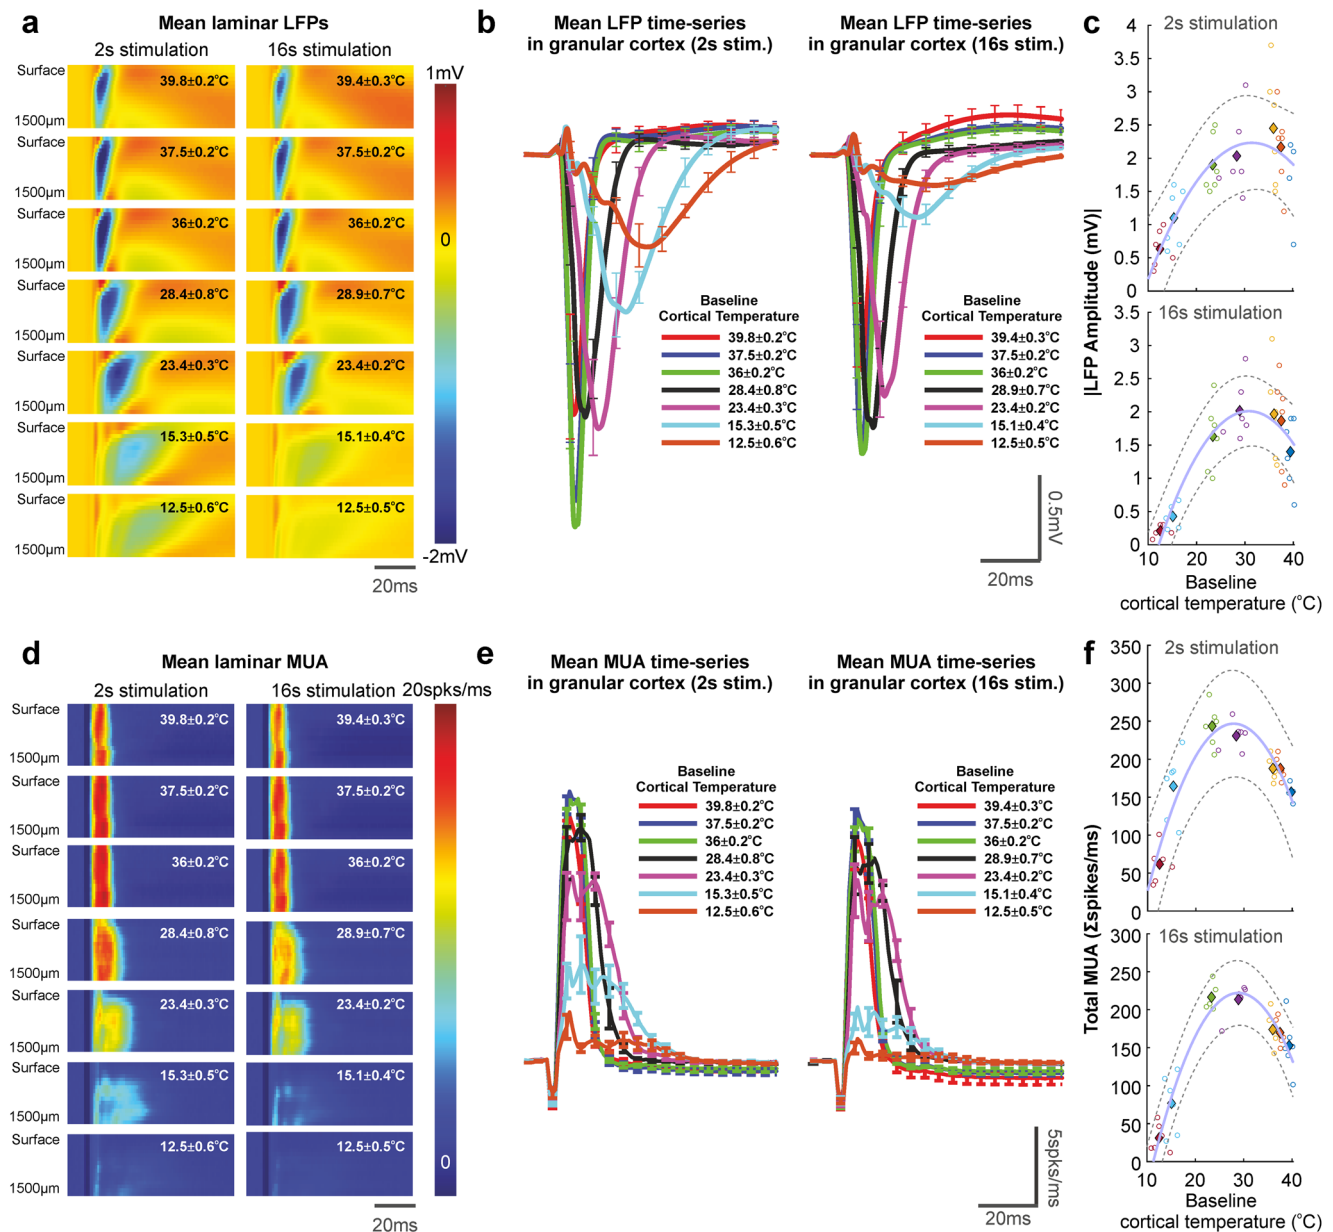 a
Mean laminar LFPs
2s stimulation
16s stimulation
Surface
1500µm
39.8±0.2°C
39.4±0.3°C
Surface
1500µm
37.5±0.2°C
37.5±0.2°C
Surface
1500µm
36±0.2°C
36±0.2°C
Surface
1500µm
28.4±0.8°C
28.9±0.7°C
Surface
1500µm
23.4±0.3°C
23.4±0.2°C
Surface
1500µm
15.3±0.5°C
15.1±0.4°C
Surface
1500µm
12.5±0.6°C
12.5±0.5°C
1mV
0
-2mV
20ms
b
Mean LFP time-series
in granular cortex (2s stim.)
Baseline
Cortical Temperature
39.8±0.2°C
37.5±0.2°C
36±0.2°C
28.4±0.8°C
23.4±0.3°C
15.3±0.5°C
12.5±0.6°C
Mean LFP time-series
in granular cortex (16s stim.)
Baseline
Cortical Temperature
39.4±0.3°C
37.5±0.2°C
36±0.2°C
28.9±0.7°C
23.4±0.2°C
15.1±0.4°C
12.5±0.5°C
0.5mV
20ms
c
2s stimulation
4
3.5
3
2.5
2
1.5
1
0.5
0
|LFP Amplitude (mV)|
16s stimulation
3.5
3
2.5
2
1.5
1
0.5
0
10 20 30 40
Baseline
cortical temperature (°C)
d
Mean laminar MUA
2s stimulation
16s stimulation
20spks/ms
Surface
1500µm
39.8±0.2°C
39.4±0.3°C
Surface
1500µm
37.5±0.2°C
37.5±0.2°C
Surface
1500µm
36±0.2°C
36±0.2°C
Surface
1500µm
28.4±0.8°C
28.9±0.7°C
Surface
1500µm
23.4±0.3°C
23.4±0.2°C
Surface
1500µm
15.3±0.5°C
15.1±0.4°C
Surface
1500µm
12.5±0.6°C
12.5±0.5°C
0
20ms
e
Mean MUA time-series
in granular cortex (2s stim.)
Baseline
Cortical Temperature
39.8±0.2°C
37.5±0.2°C
36±0.2°C
28.4±0.8°C
23.4±0.3°C
15.3±0.5°C
12.5±0.6°C
Mean MUA time-series
in granular cortex (16s stim.)
Baseline
Cortical Temperature
39.4±0.3°C
37.5±0.2°C
36±0.2°C
28.9±0.7°C
23.4±0.2°C
15.1±0.4°C
12.5±0.5°C
5spks/ms
20ms
f
2s stimulation
350
300
250
200
150
100
50
0
Total MUA (Σspikes/ms)
16s stimulation
300
250
200
150
100
50
0
10 20 30 40
Baseline
cortical temperature (°C)